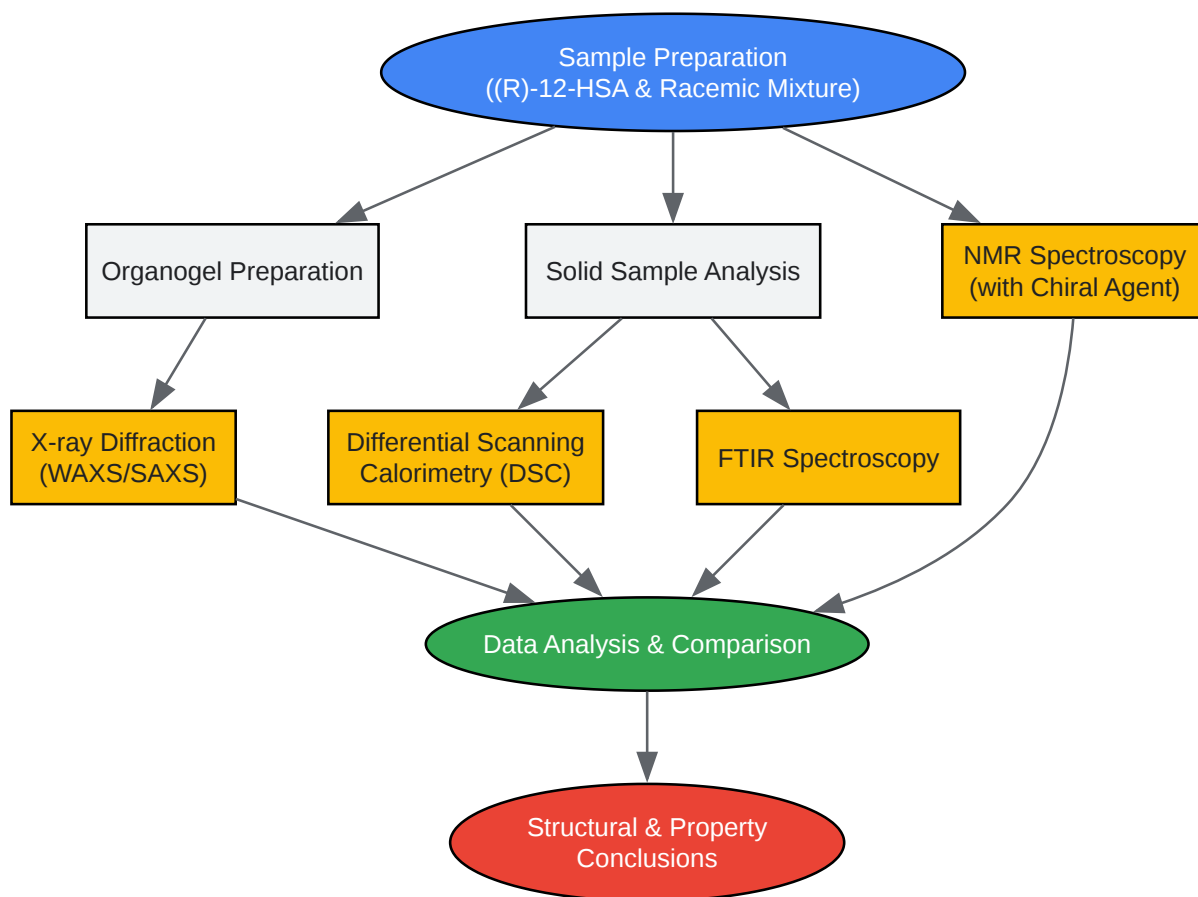 Sample Preparation
((R)-12-HSA & Racemic Mixture)
Organogel Preparation
Solid Sample Analysis
NMR Spectroscopy
(with Chiral Agent)
X-ray Diffraction
(WAXS/SAXS)
Differential Scanning
Calorimetry (DSC)
FTIR Spectroscopy
Data Analysis & Comparison
Structural & Property
Conclusions